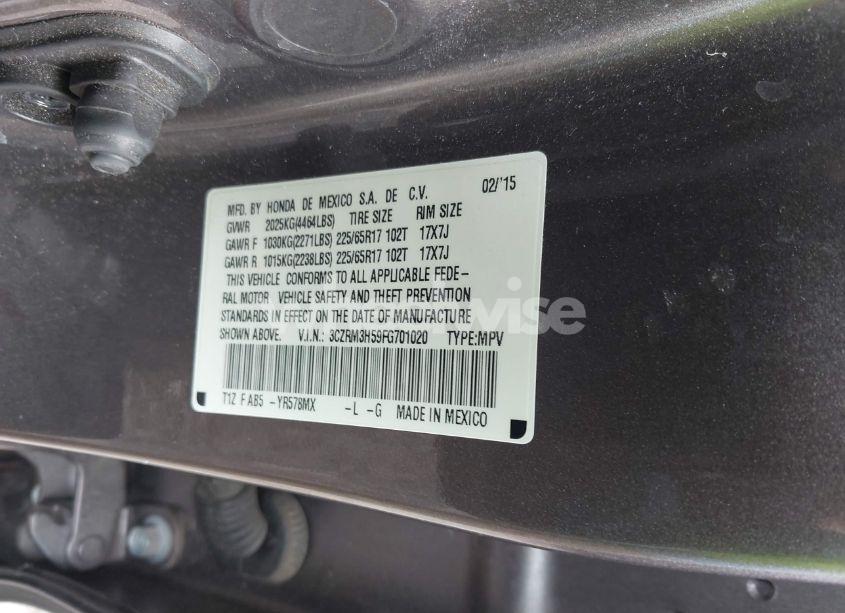 MFD. BY HONDA DE MEXICO S.A. DE C.V. 02/'15
GVWR 2025KG(4464LBS) TIRE SIZE RIM SIZE
GAWR F 1030KG(2271LBS) 225/65R17 102T 17X7J
GAWR R 1015KG(2238LBS) 225/65R17 102T 17X7J
THIS VEHICLE CONFORMS TO ALL APPLICABLE FEDE-
RAL MOTOR VEHICLE SAFETY AND THEFT PREVENTION
STANDARDS IN EFFECT ON THE DATE OF MANUFACTURE
SHOWN ABOVE. V.I.N.: 3CZRM3H59FG701020 TYPE:MPV
T1Z F AB5 -YR578MX -L -G MADE IN MEXICO